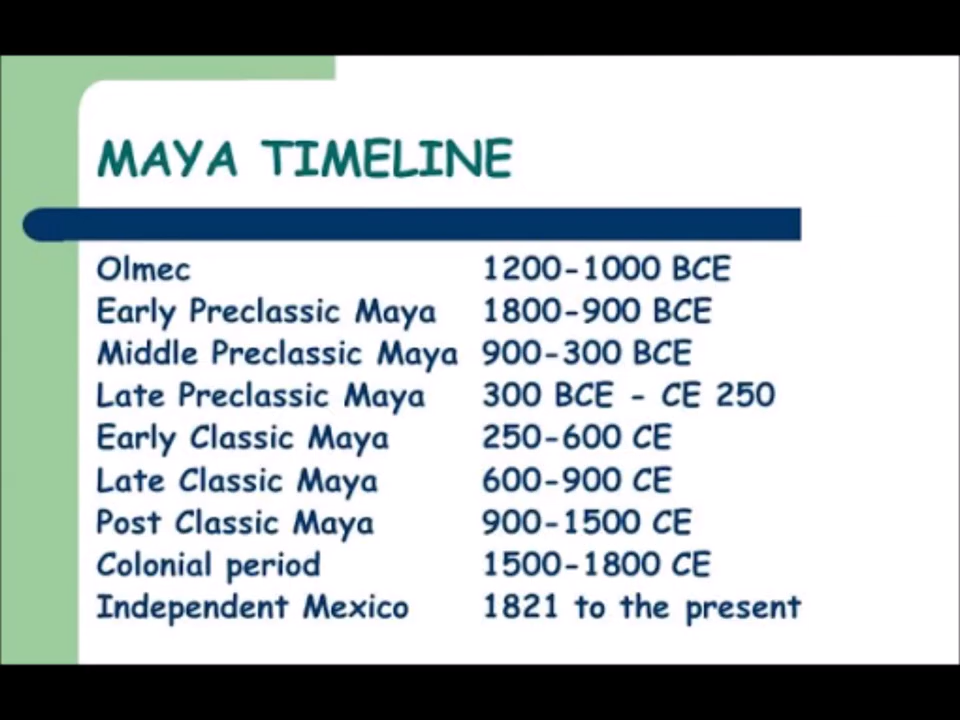 MAYA TIMELINE
Olmec 1200-1000 BCE
Early Preclassic Maya 1800-900 BCE
Middle Preclassic Maya 900-300 BCE
Late Preclassic Maya 300 BCE - CE 250
Early Classic Maya 250-600 CE
Late Classic Maya 600-900 CE
Post Classic Maya 900-1500 CE
Colonial period 1500-1800 CE
Independent Mexico 1821 to the present